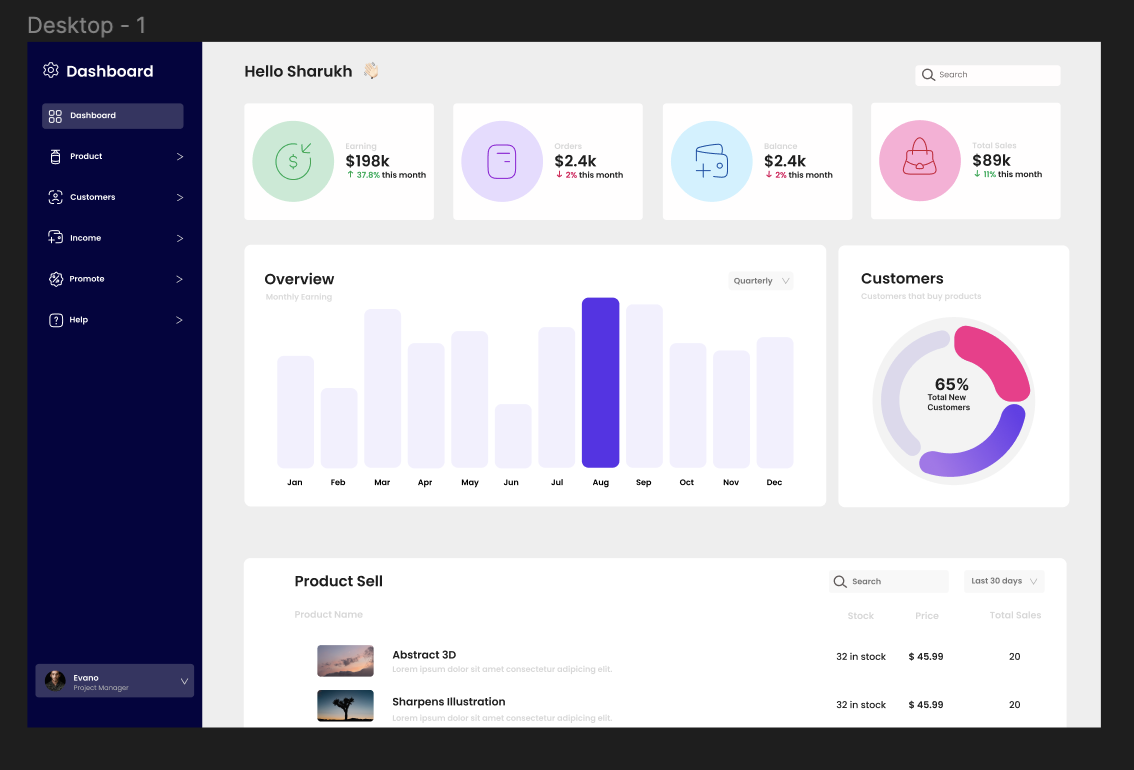 Desktop - 1
Dashboard
Dashboard
Product
Customers
Income
Promote
Help
Evano
Project Manager
Hello Sharukh
Search
Earning
$198k
37.8% this month
Orders
$2.4k
2% this month
Balance
$2.4k
2% this month
Total Sales
$89k
11% this month
Overview
Monthly Earning
Quarterly
Jan Feb Mar Apr May Jun Jul Aug Sep Oct Nov Dec
Customers
Customers that buy products
65%
Total New
Customers
Product Sell
Search
Last 30 days
Product Name Stock Price Total Sales
Abstract 3D
Lorem ipsum dolor sit amet consectetur adipicing elit.
32 in stock $ 45.99 20
Sharpens Illustration
Lorem ipsum dolor sit amet consectetur adipicing elit.
32 in stock $ 45.99 20